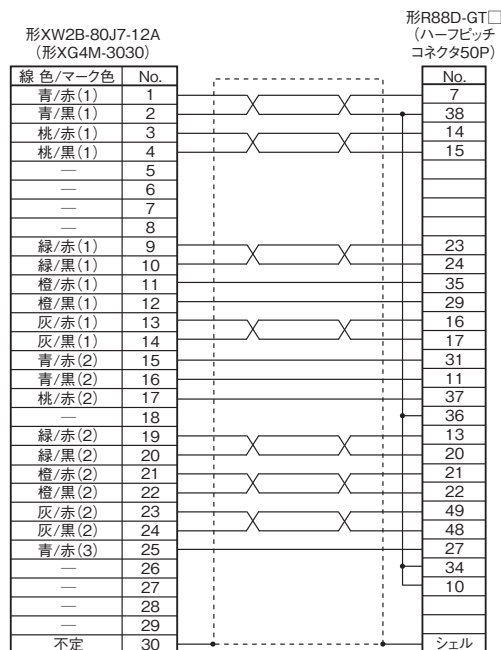 形XW2B-80J7-12A
（形XG4M-3030）
形R88D-GT□
（ハーフピッチ
コネクタ50P）
線 色/マーク色 No. No.
青/赤(1) 1 7
青/黒(1) 2 38
桃/赤(1) 3 14
桃/黒(1) 4 15
— 5
— 6
— 7
— 8
緑/赤(1) 9 23
緑/黒(1) 10 24
橙/赤(1) 11 35
橙/黒(1) 12 29
灰/赤(1) 13 16
灰/黒(1) 14 17
青/赤(2) 15 31
青/黒(2) 16 11
桃/赤(2) 17 37
— 18 36
緑/赤(2) 19 13
緑/黒(2) 20 20
橙/赤(2) 21 21
橙/黒(2) 22 22
灰/赤(2) 23 49
灰/黒(2) 24 48
青/赤(3) 25 27
— 26 34
— 27 10
— 28
— 29
不定 30 シェル